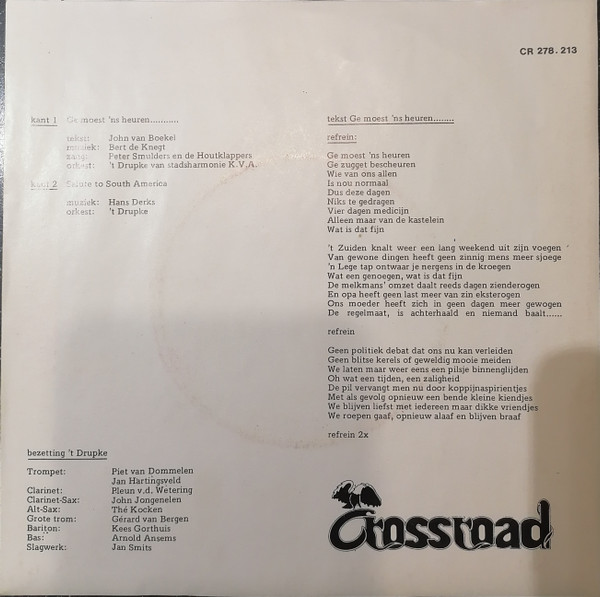 CR 278.213
kant 1 Ge moest 'ns heuren...........
tekst: John van Boekel
muziek: Bert de Knegt
zang: Peter Smulders en de Houtklappers
orkest: 't Drupke van stadsharmonie K.V.A.
kant 2 Salute to South America
muziek: Hans Derks
orkest: 't Drupke
bezetting 't Drupke
Trompet: Piet van Dommelen
Jan Hartingsveld
Clarinet: Pleun v.d. Wetering
Clarinet-Sax: John Jongenelen
Alt-Sax: Thé Kocken
Grote trom: Gérard van Bergen
Bariton: Kees Gorthuis
Bas: Arnold Ansems
Slagwerk: Jan Smits
tekst Ge moest 'ns heuren........
refrein:
Ge moest 'ns heuren
Ge zugget bescheuren
Wie van ons allen
Is nou normaal
Dus deze dagen
Niks te gedragen
Vier dagen medicijn
Alleen maar van de kastelein
Wat is dat fijn
't Zuiden knalt weer een lang weekend uit zijn voegen
Van gewone dingen heeft geen zinnig mens meer sjoege
'n Lege tap ontwaar je nergens in de kroegen
Wat een genoegen, wat is dat fijn
De melkmans' omzet daalt reeds dagen zienderogen
En opa heeft geen last meer van zin eksterogen
Ons moeder heeft zich in geen dagen meer gewogen
De regelmaat, is achterhaald en niemand baalt......
refrein
Geen politiek debat dat ons nu kan verleiden
Geen blitse kerels of geweldig mooie meiden
We laten maar weer eens een pilsje binnenglijden
Oh wat een tijden, een zaligheid
De pil vervangt men nu door koppijnaspirientjes
Met als gevolg opnieuw een bende kleine kiendjes
We blijven liefst met iedereen maar dikke vriendjes
We roepen gaaf, opnieuw alaaf en blijven braaf
refrein 2x
Crossroad